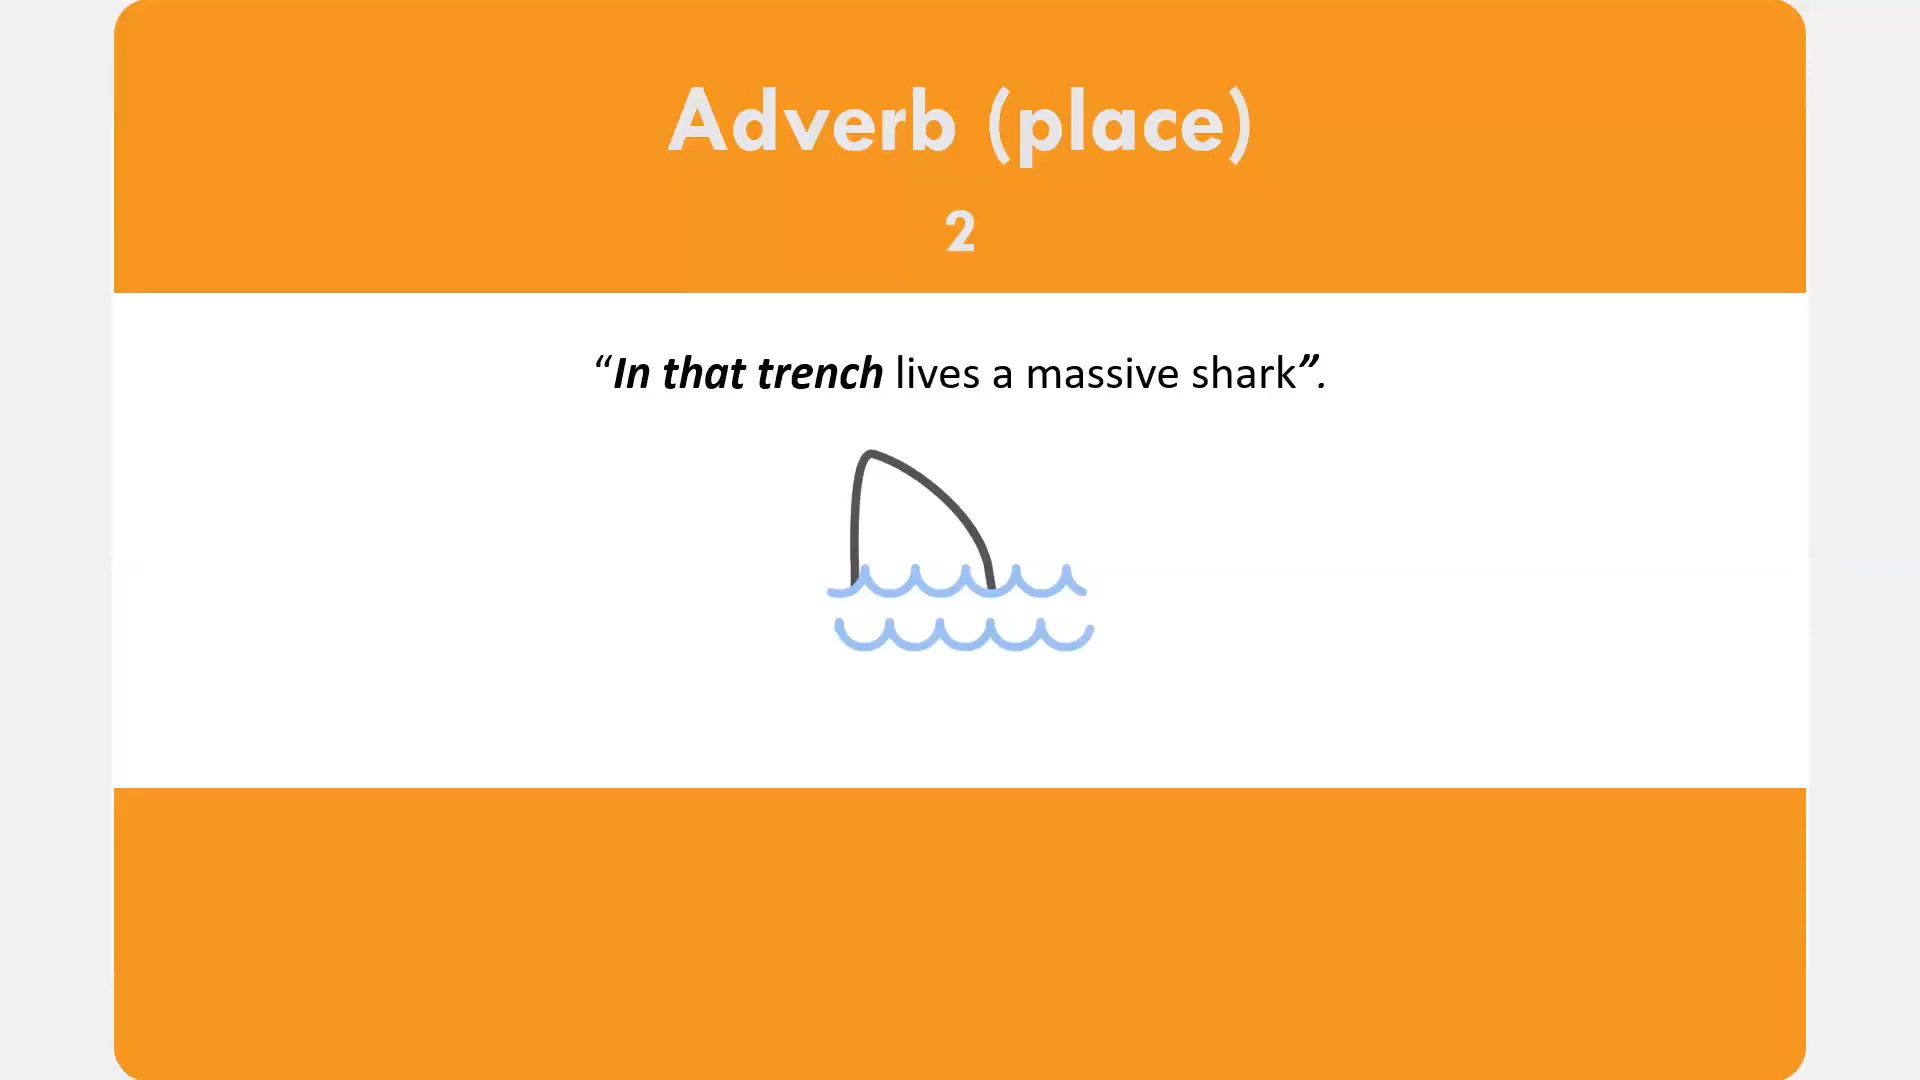 Adverb (place)
2
“In that trench lives a massive shark”.